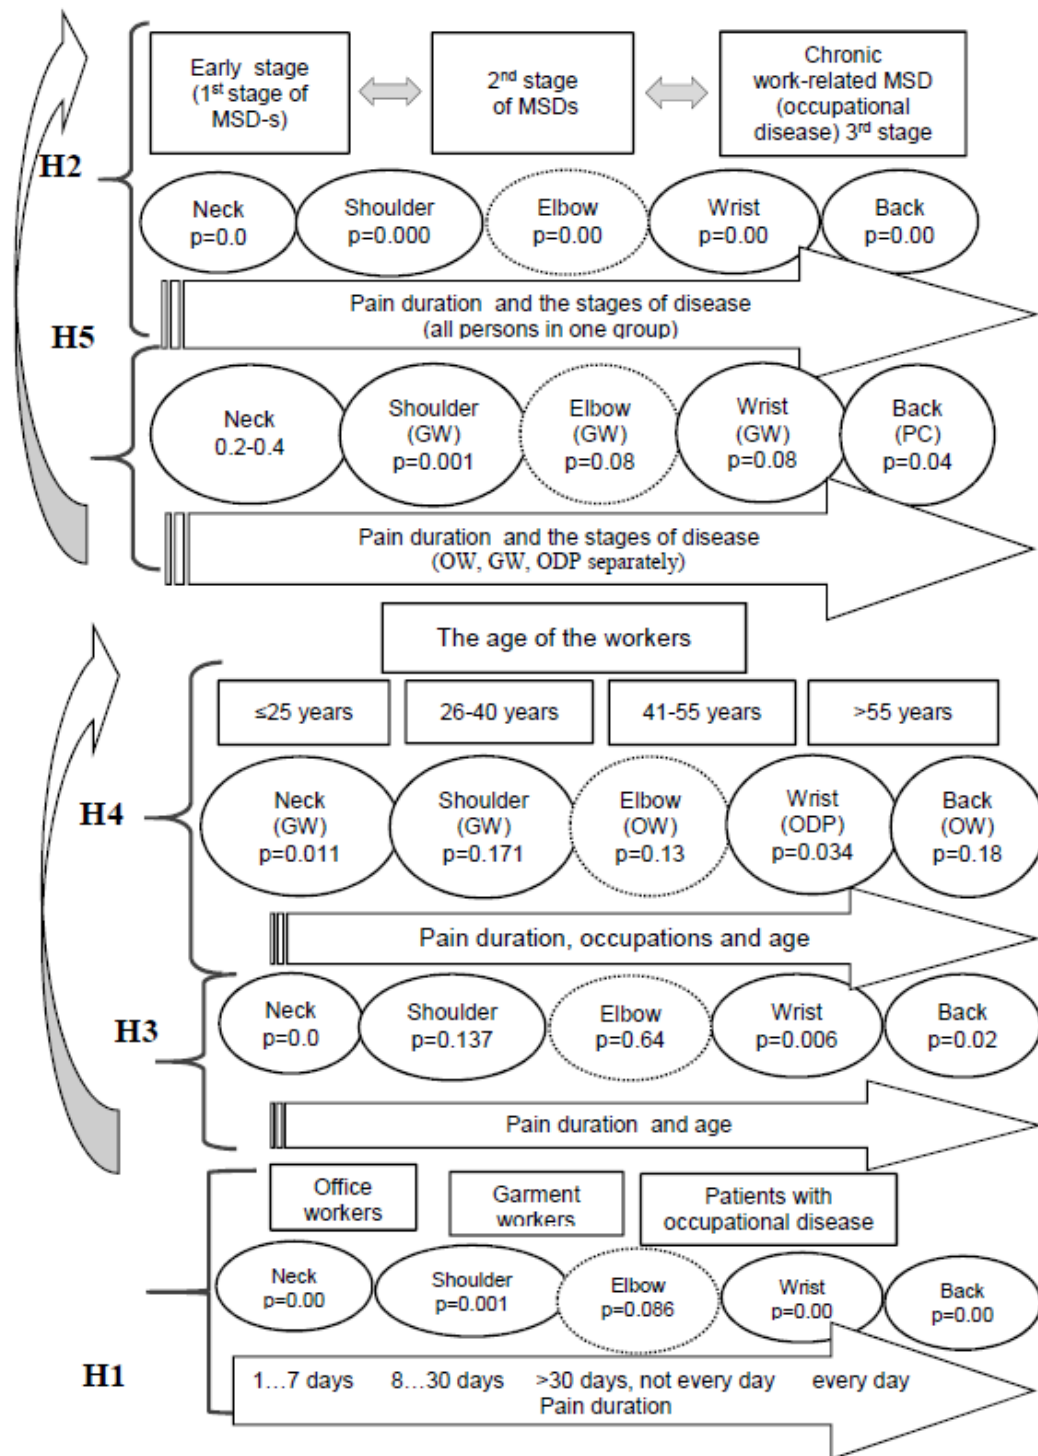 Early stage
(1st stage of
MSD-s)
2nd stage
of MSDs
Chronic
work-related MSD
(occupational
disease) 3rd stage
H2
Neck
p=0.0
Shoulder
p=0.000
Elbow
p=0.00
Wrist
p=0.00
Back
p=0.00
Pain duration and the stages of disease
(all persons in one group)
H5
Neck
0.2-0.4
Shoulder
(GW)
p=0.001
Elbow
(GW)
p=0.08
Wrist
(GW)
p=0.08
Back
(PC)
p=0.04
Pain duration and the stages of disease
(OW, GW, ODP separately)
The age of the workers
≤25 years
26-40 years
41-55 years
>55 years
H4
Neck
(GW)
p=0.011
Shoulder
(GW)
p=0.171
Elbow
(OW)
p=0.13
Wrist
(ODP)
p=0.034
Back
(OW)
p=0.18
Pain duration, occupations and age
H3
Neck
p=0.0
Shoulder
p=0.137
Elbow
p=0.64
Wrist
p=0.006
Back
p=0.02
Pain duration and age
Office
workers
Garment
workers
Patients with
occupational disease
Neck
p=0.00
Shoulder
p=0.001
Elbow
p=0.086
Wrist
p=0.00
Back
p=0.00
H1
1…7 days 8…30 days >30 days, not every day every day
Pain duration